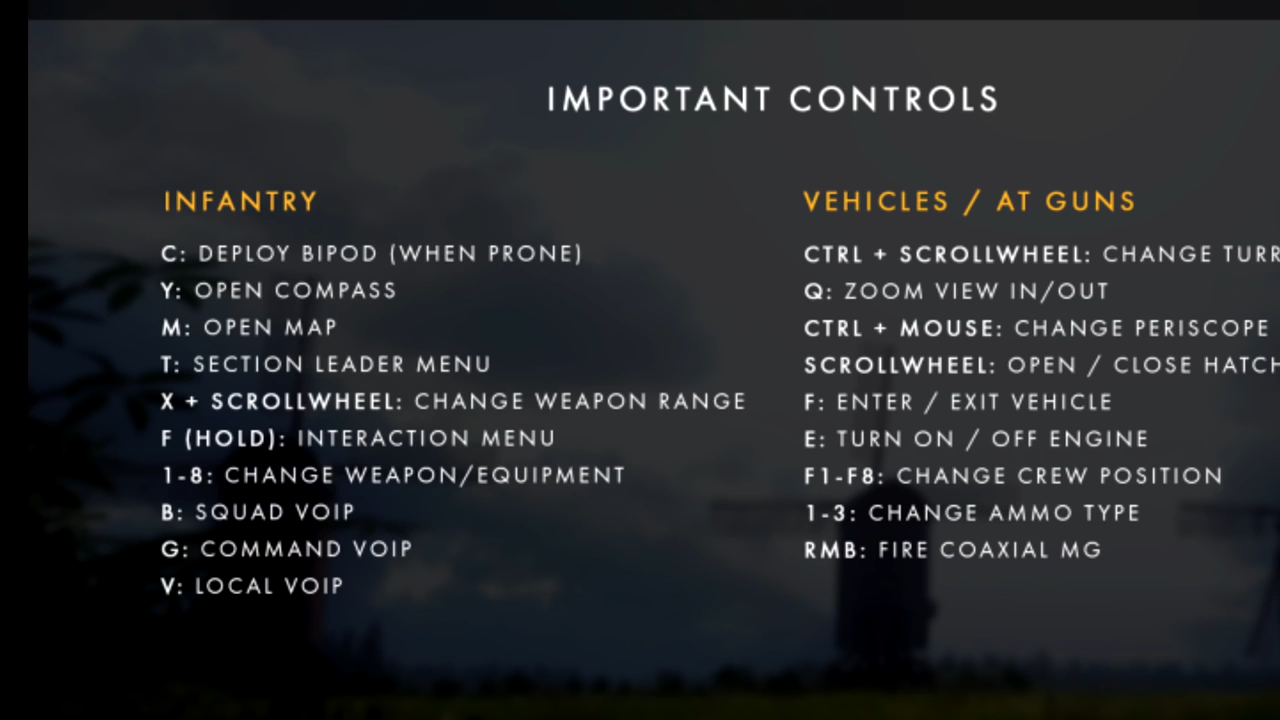 IMPORTANT CONTROLS
INFANTRY
C: DEPLOY BIPOD (WHEN PRONE)
Y: OPEN COMPASS
M: OPEN MAP
T: SECTION LEADER MENU
X + SCROLLWHEEL: CHANGE WEAPON RANGE
F (HOLD): INTERACTION MENU
1-8: CHANGE WEAPON/EQUIPMENT
B: SQUAD VOIP
G: COMMAND VOIP
V: LOCAL VOIP
VEHICLES / AT GUNS
CTRL + SCROLLWHEEL: CHANGE
Q: ZOOM VIEW IN/OUT
CTRL + MOUSE: CHANGE PERISCOPE
SCROLLWHEEL: OPEN / CLOSE HATCH
F: ENTER / EXIT VEHICLE
E: TURN ON / OFF ENGINE
F1-F8: CHANGE CREW POSITION
1-3: CHANGE AMMO TYPE
RMB: FIRE COAXIAL MG